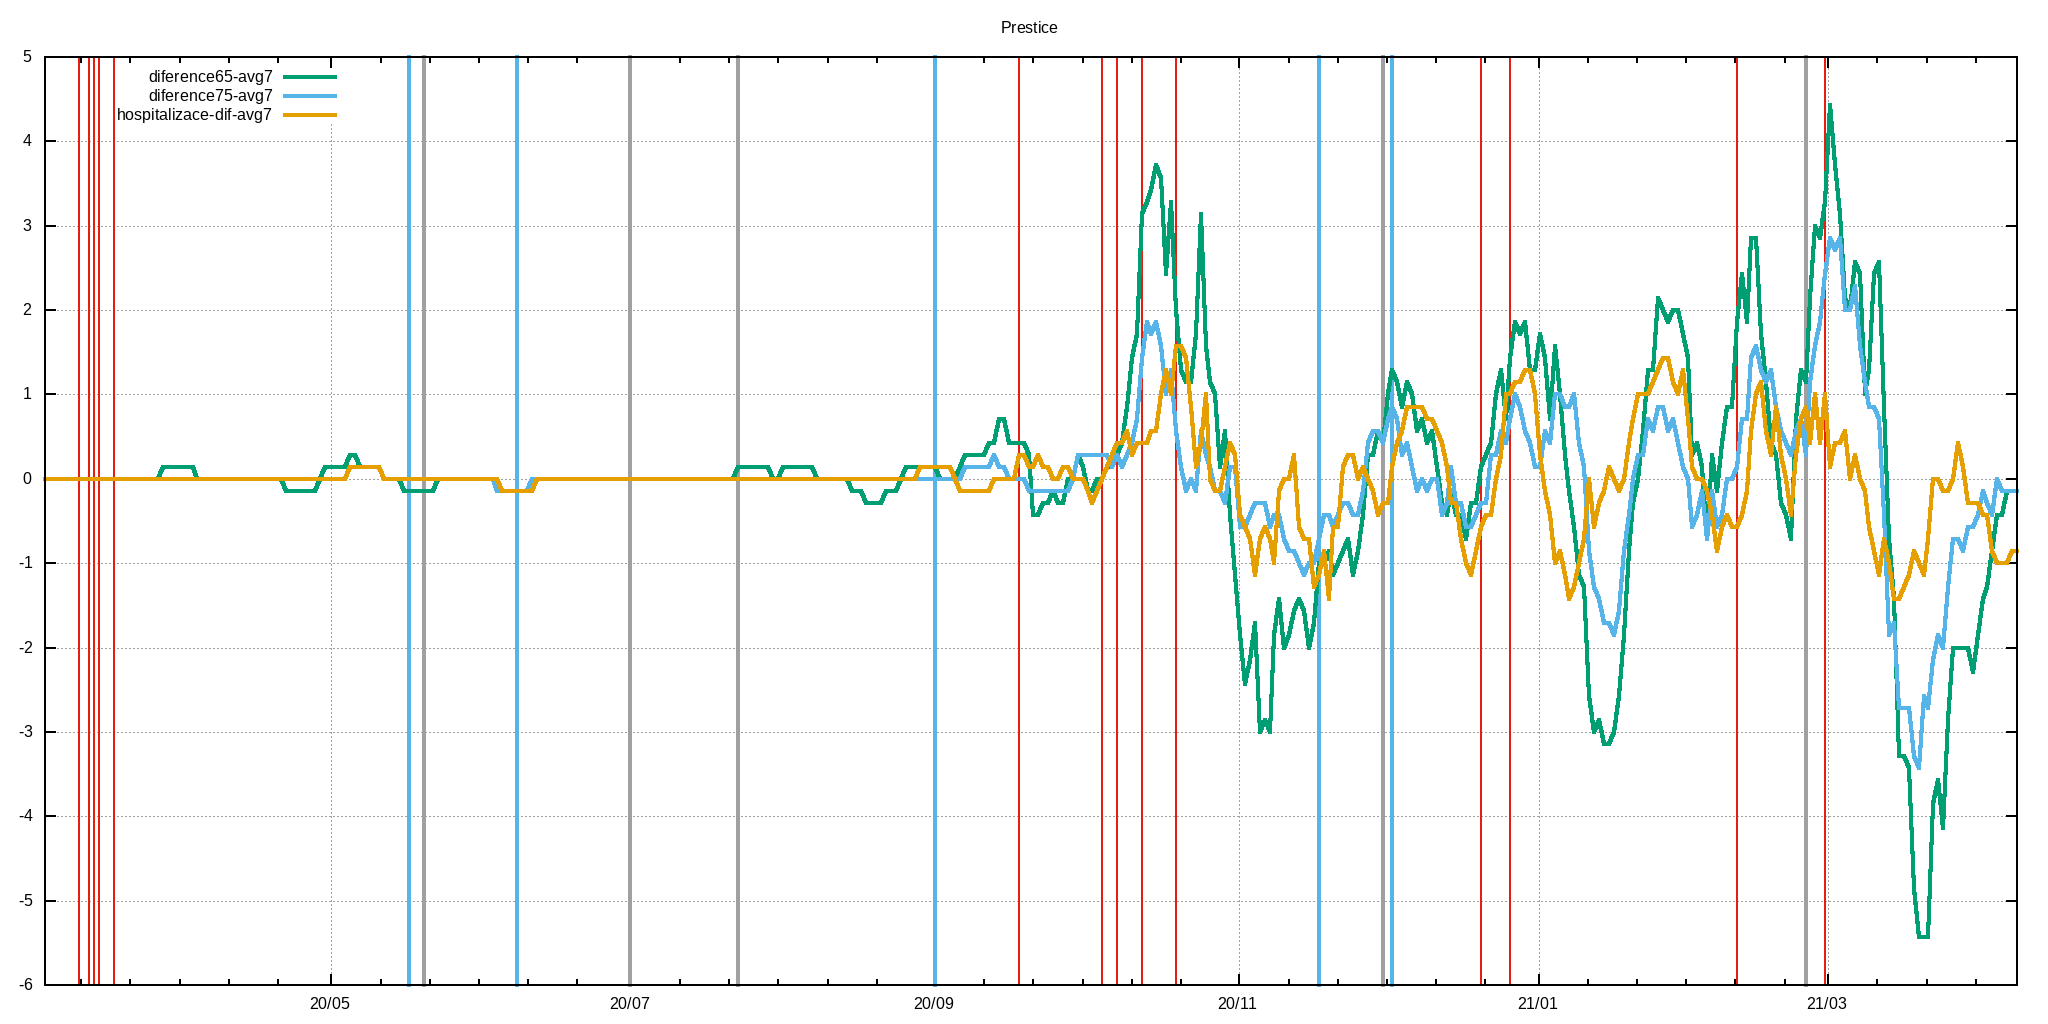 Prestice
diference65-avg7
diference75-avg7
hospitalizace-dif-avg7
5
4
3
2
1
0
-1
-2
-3
-4
-5
-6
20/05 20/07 20/09 20/11 21/01 21/03